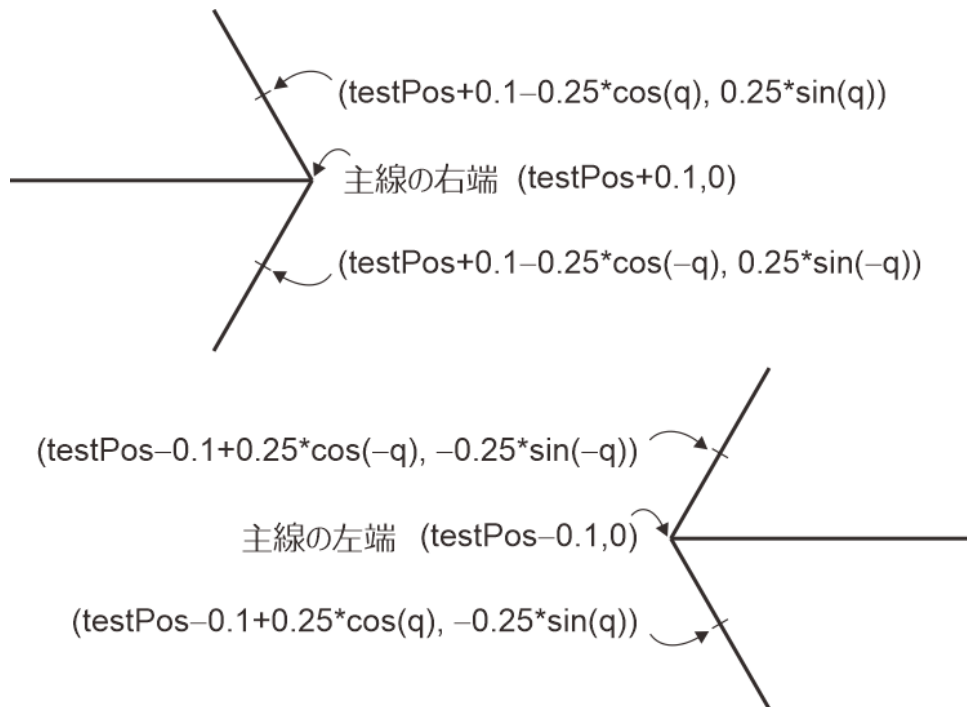 (testPos+0.1–0.25*cos(q), 0.25*sin(q))
主線の右端 (testPos+0.1,0)
(testPos+0.1–0.25*cos(–q), 0.25*sin(–q))
(testPos–0.1+0.25*cos(–q), –0.25*sin(–q))
主線の左端 (testPos–0.1,0)
(testPos–0.1+0.25*cos(q), –0.25*sin(q))